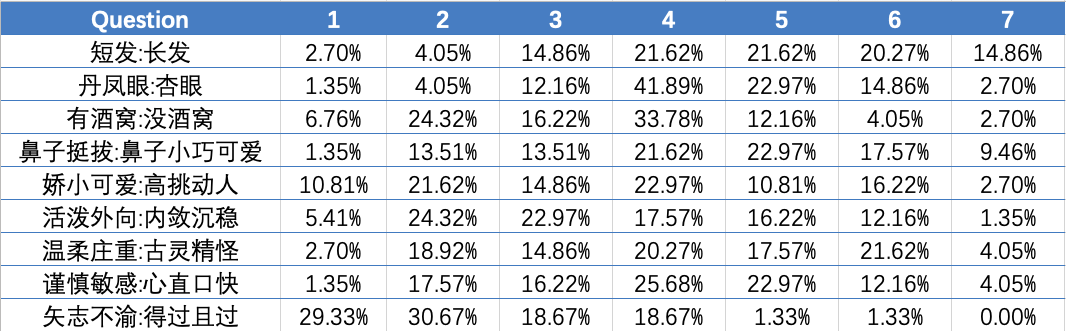 Question 1 2 3 4 5 6 7
短发:长发 2.70% 4.05% 14.86% 21.62% 21.62% 20.27% 14.86%
丹凤眼:杏眼 1.35% 4.05% 12.16% 41.89% 22.97% 14.86% 2.70%
有酒窝:没酒窝 6.76% 24.32% 16.22% 33.78% 12.16% 4.05% 2.70%
鼻子挺拔:鼻子小巧可爱 1.35% 13.51% 13.51% 21.62% 22.97% 17.57% 9.46%
娇小可爱:高挑动人 10.81% 21.62% 14.86% 22.97% 10.81% 16.22% 2.70%
活泼外向:内敛沉稳 5.41% 24.32% 22.97% 17.57% 16.22% 12.16% 1.35%
温柔庄重:古灵精怪 2.70% 18.92% 14.86% 20.27% 17.57% 21.62% 4.05%
谨慎敏感:心直口快 1.35% 17.57% 16.22% 25.68% 22.97% 12.16% 4.05%
矢志不渝:得过且过 29.33% 30.67% 18.67% 18.67% 1.33% 1.33% 0.00%